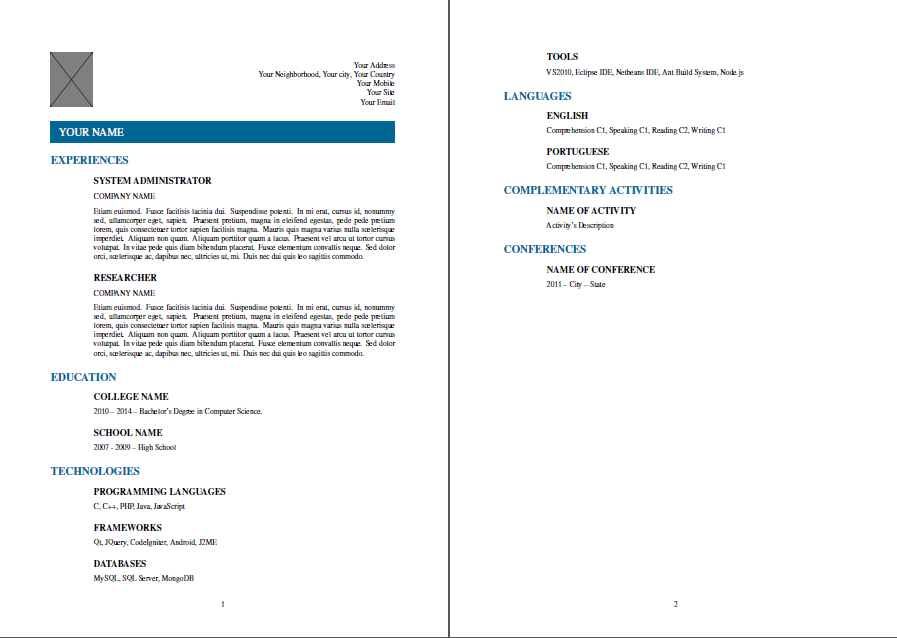 Your Address
Your Neighborhood, Your city, Your Country
Your Mobile
Your Site
Your Email
YOUR NAME
EXPERIENCES
SYSTEM ADMINISTRATOR
COMPANY NAME
Etiam euismod. Fusce facilisis lacinia dui. Suspendisse potenti. In mi erat, cursus id, nonummy
sed, ullamcorper eget, sapien. Praesent pretium, magna in eleifend egestas, pede pede pretium
lorem, quis consectetuer tortor sapien facilisis magna. Mauris quis magna varius nulla scelerisque
imperdiet. Aliquam non quam. Aliquam porttitor quam a lacus. Praesent vel arcu ut tortor cursus
volutpat. In vitae pede quis diam bibendum placerat. Fusce elementum convallis neque. Sed dolor
orci, scelerisque ac, dapibus nec, ultricies ut, mi. Duis nec dui quis leo sagittis commodo.
RESEARCHER
COMPANY NAME
Etiam euismod. Fusce facilisis lacinia dui. Suspendisse potenti. In mi erat, cursus id, nonummy
sed, ullamcorper eget, sapien. Praesent pretium, magna in eleifend egestas, pede pede pretium
lorem, quis consectetuer tortor sapien facilisis magna. Mauris quis magna varius nulla scelerisque
imperdiet. Aliquam non quam. Aliquam porttitor quam a lacus. Praesent vel arcu ut tortor cursus
volutpat. In vitae pede quis diam bibendum placerat. Fusce elementum convallis neque. Sed dolor
orci, scelerisque ac, dapibus nec, ultricies ut, mi. Duis nec dui quis leo sagittis commodo.
EDUCATION
COLLEGE NAME
2010 – 2014 – Bachelor's Degree in Computer Science.
SCHOOL NAME
2007 - 2009 – High School
TECHNOLOGIES
PROGRAMMING LANGUAGES
C, C++, PHP, Java, JavaScript
FRAMEWORKS
Qt, JQuery, CodeIgniter, Android, J2ME
DATABASES
MySQL, SQL Server, MongoDB
1
TOOLS
VS2010, Eclipse IDE, Netbeans IDE, Ant Build System, Node.js
LANGUAGES
ENGLISH
Comprehension C1, Speaking C1, Reading C2, Writing C1
PORTUGUESE
Comprehension C1, Speaking C1, Reading C2, Writing C1
COMPLEMENTARY ACTIVITIES
NAME OF ACTIVITY
Activity's Description
CONFERENCES
NAME OF CONFERENCE
2011 – City – State
2